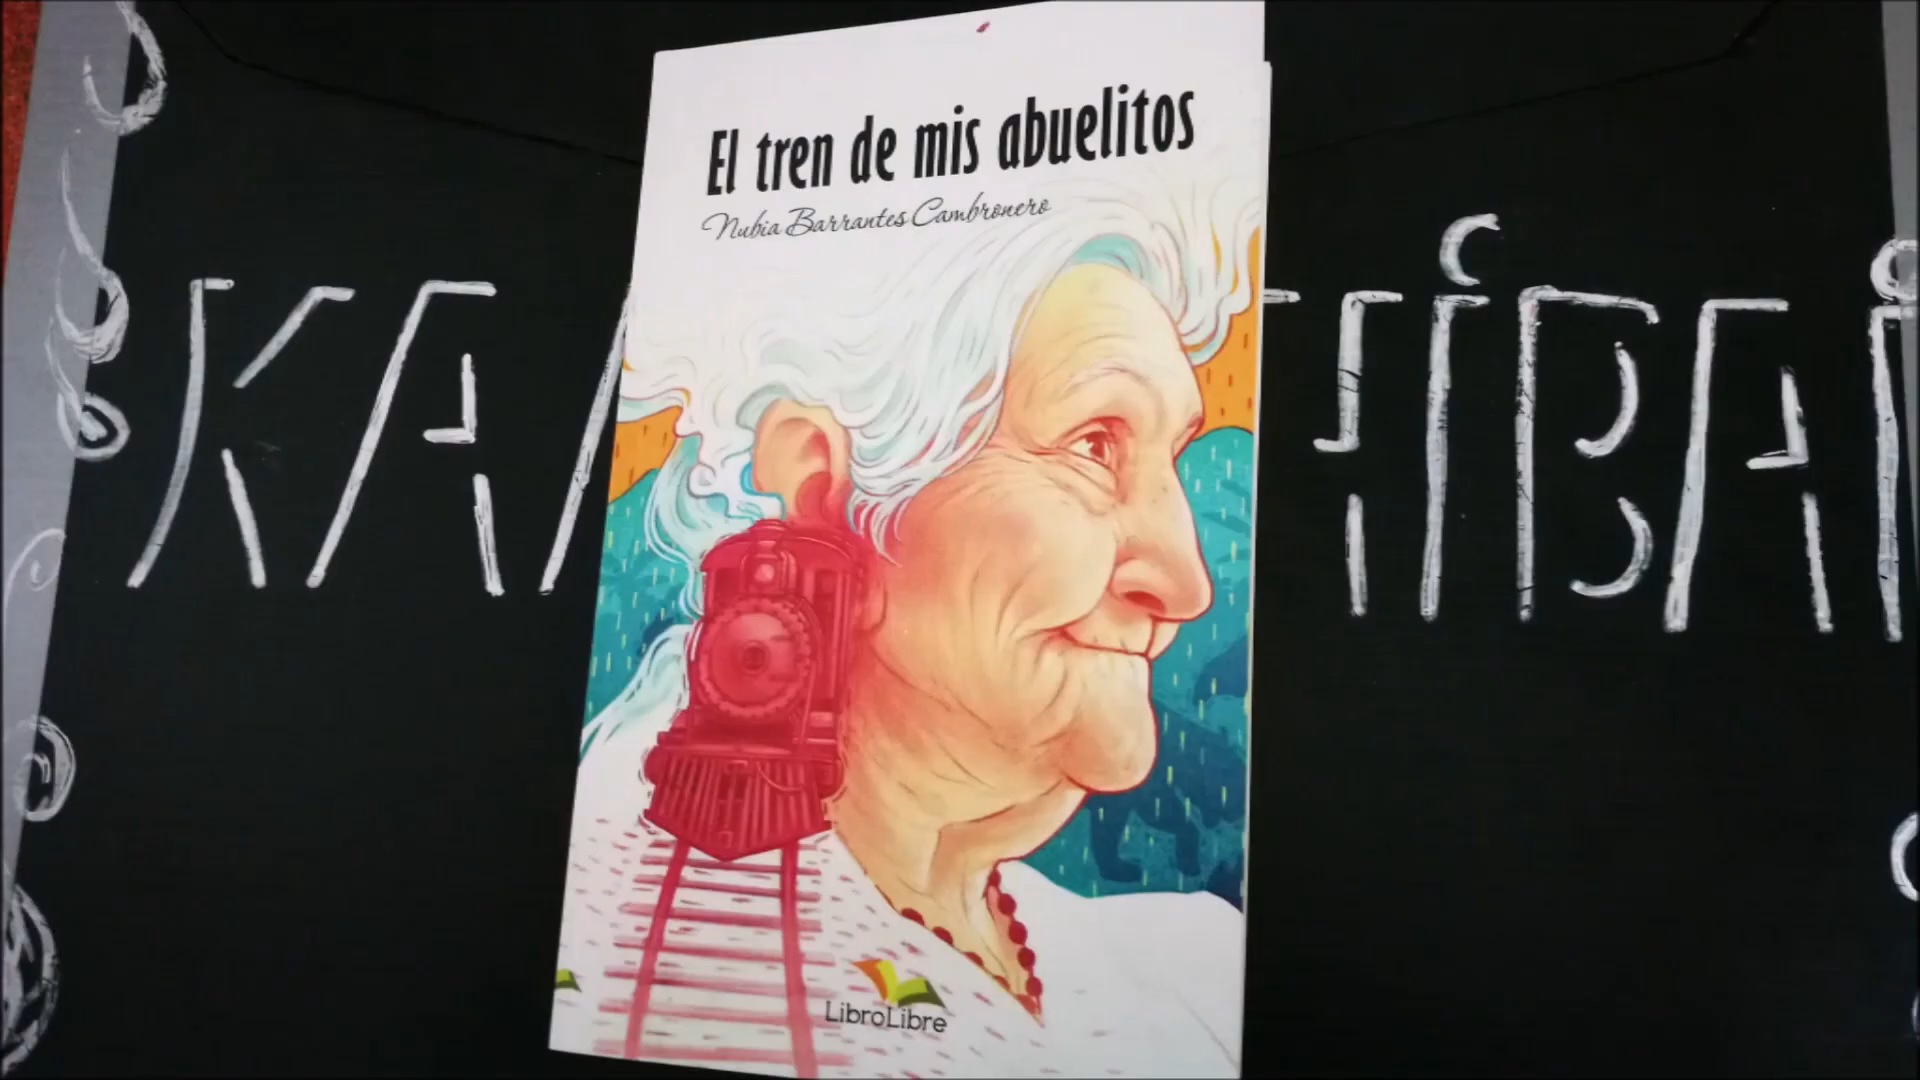 El tren de mis abuelitos
Nubia Barrantes Cambronero
LibroLibre